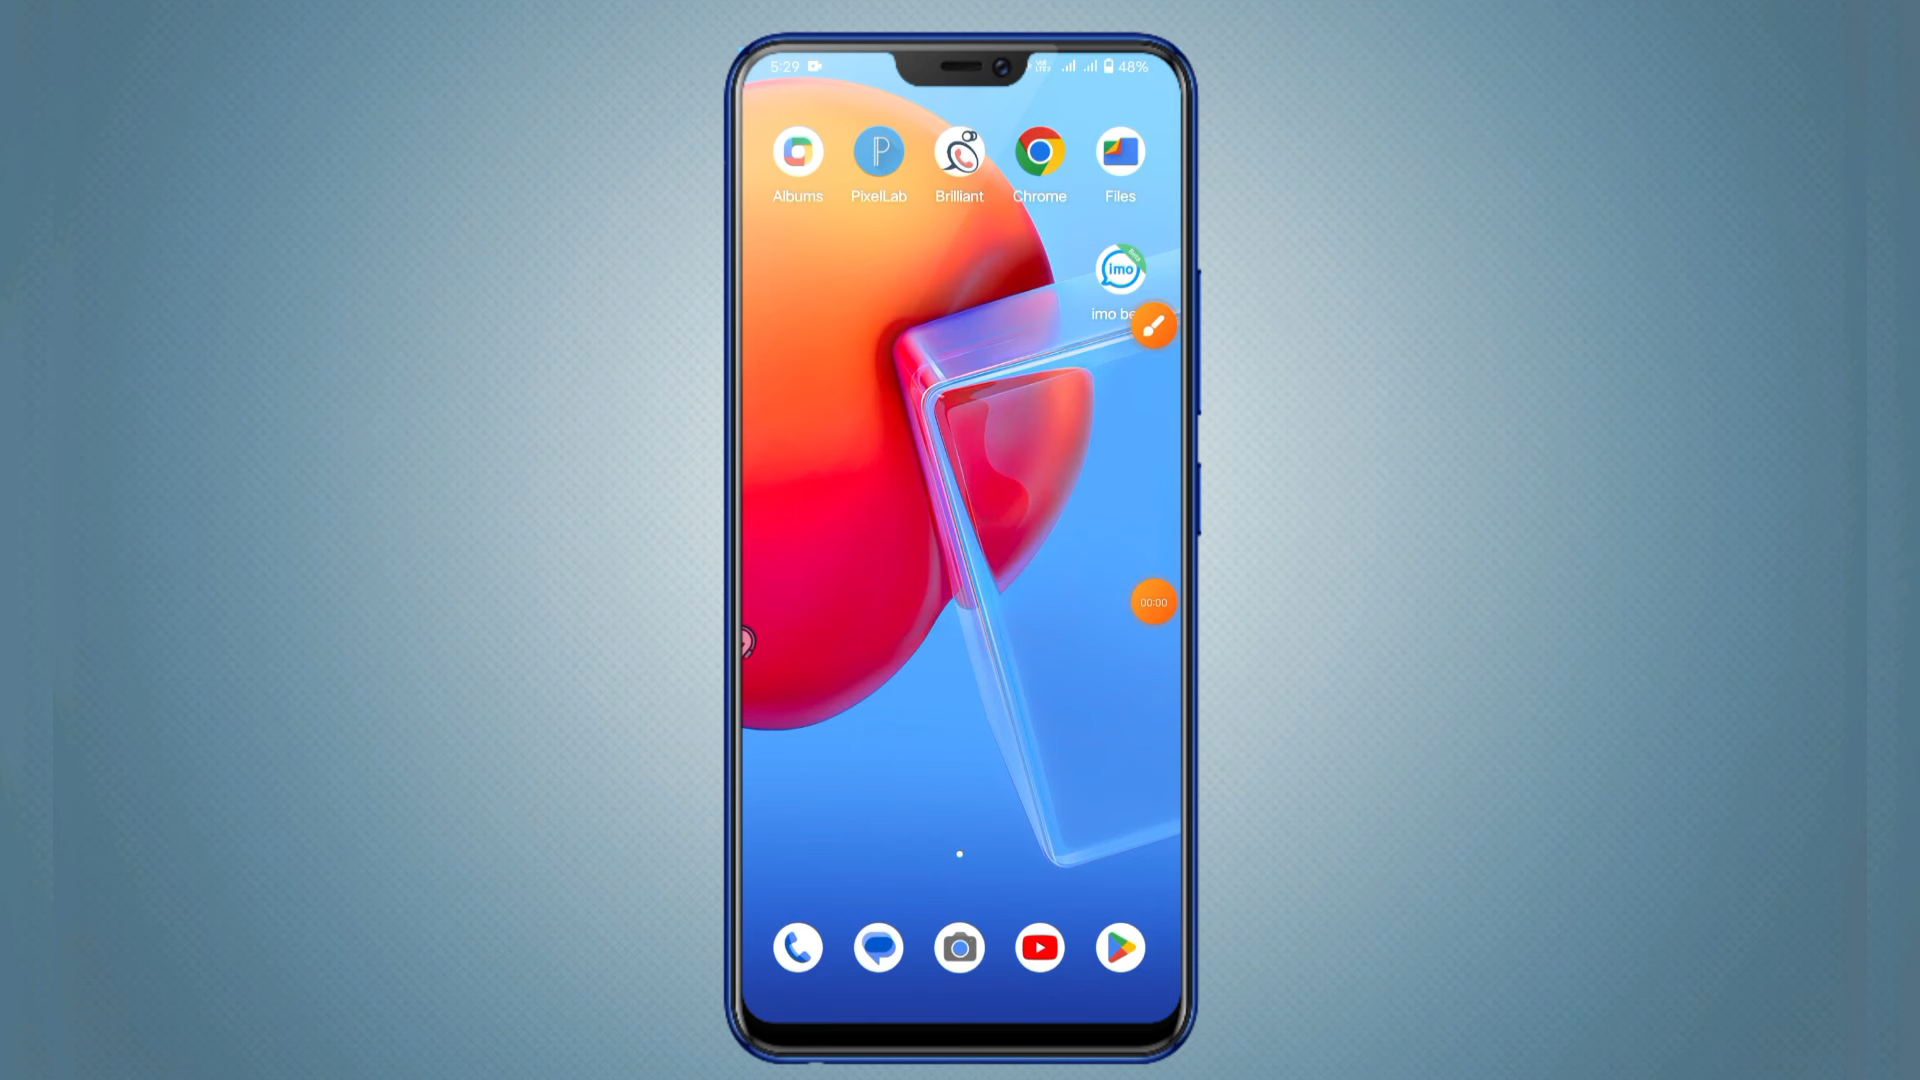 5:29
48%
Albums PixelLab Brilliant Chrome Files
imo
imo be
00:00